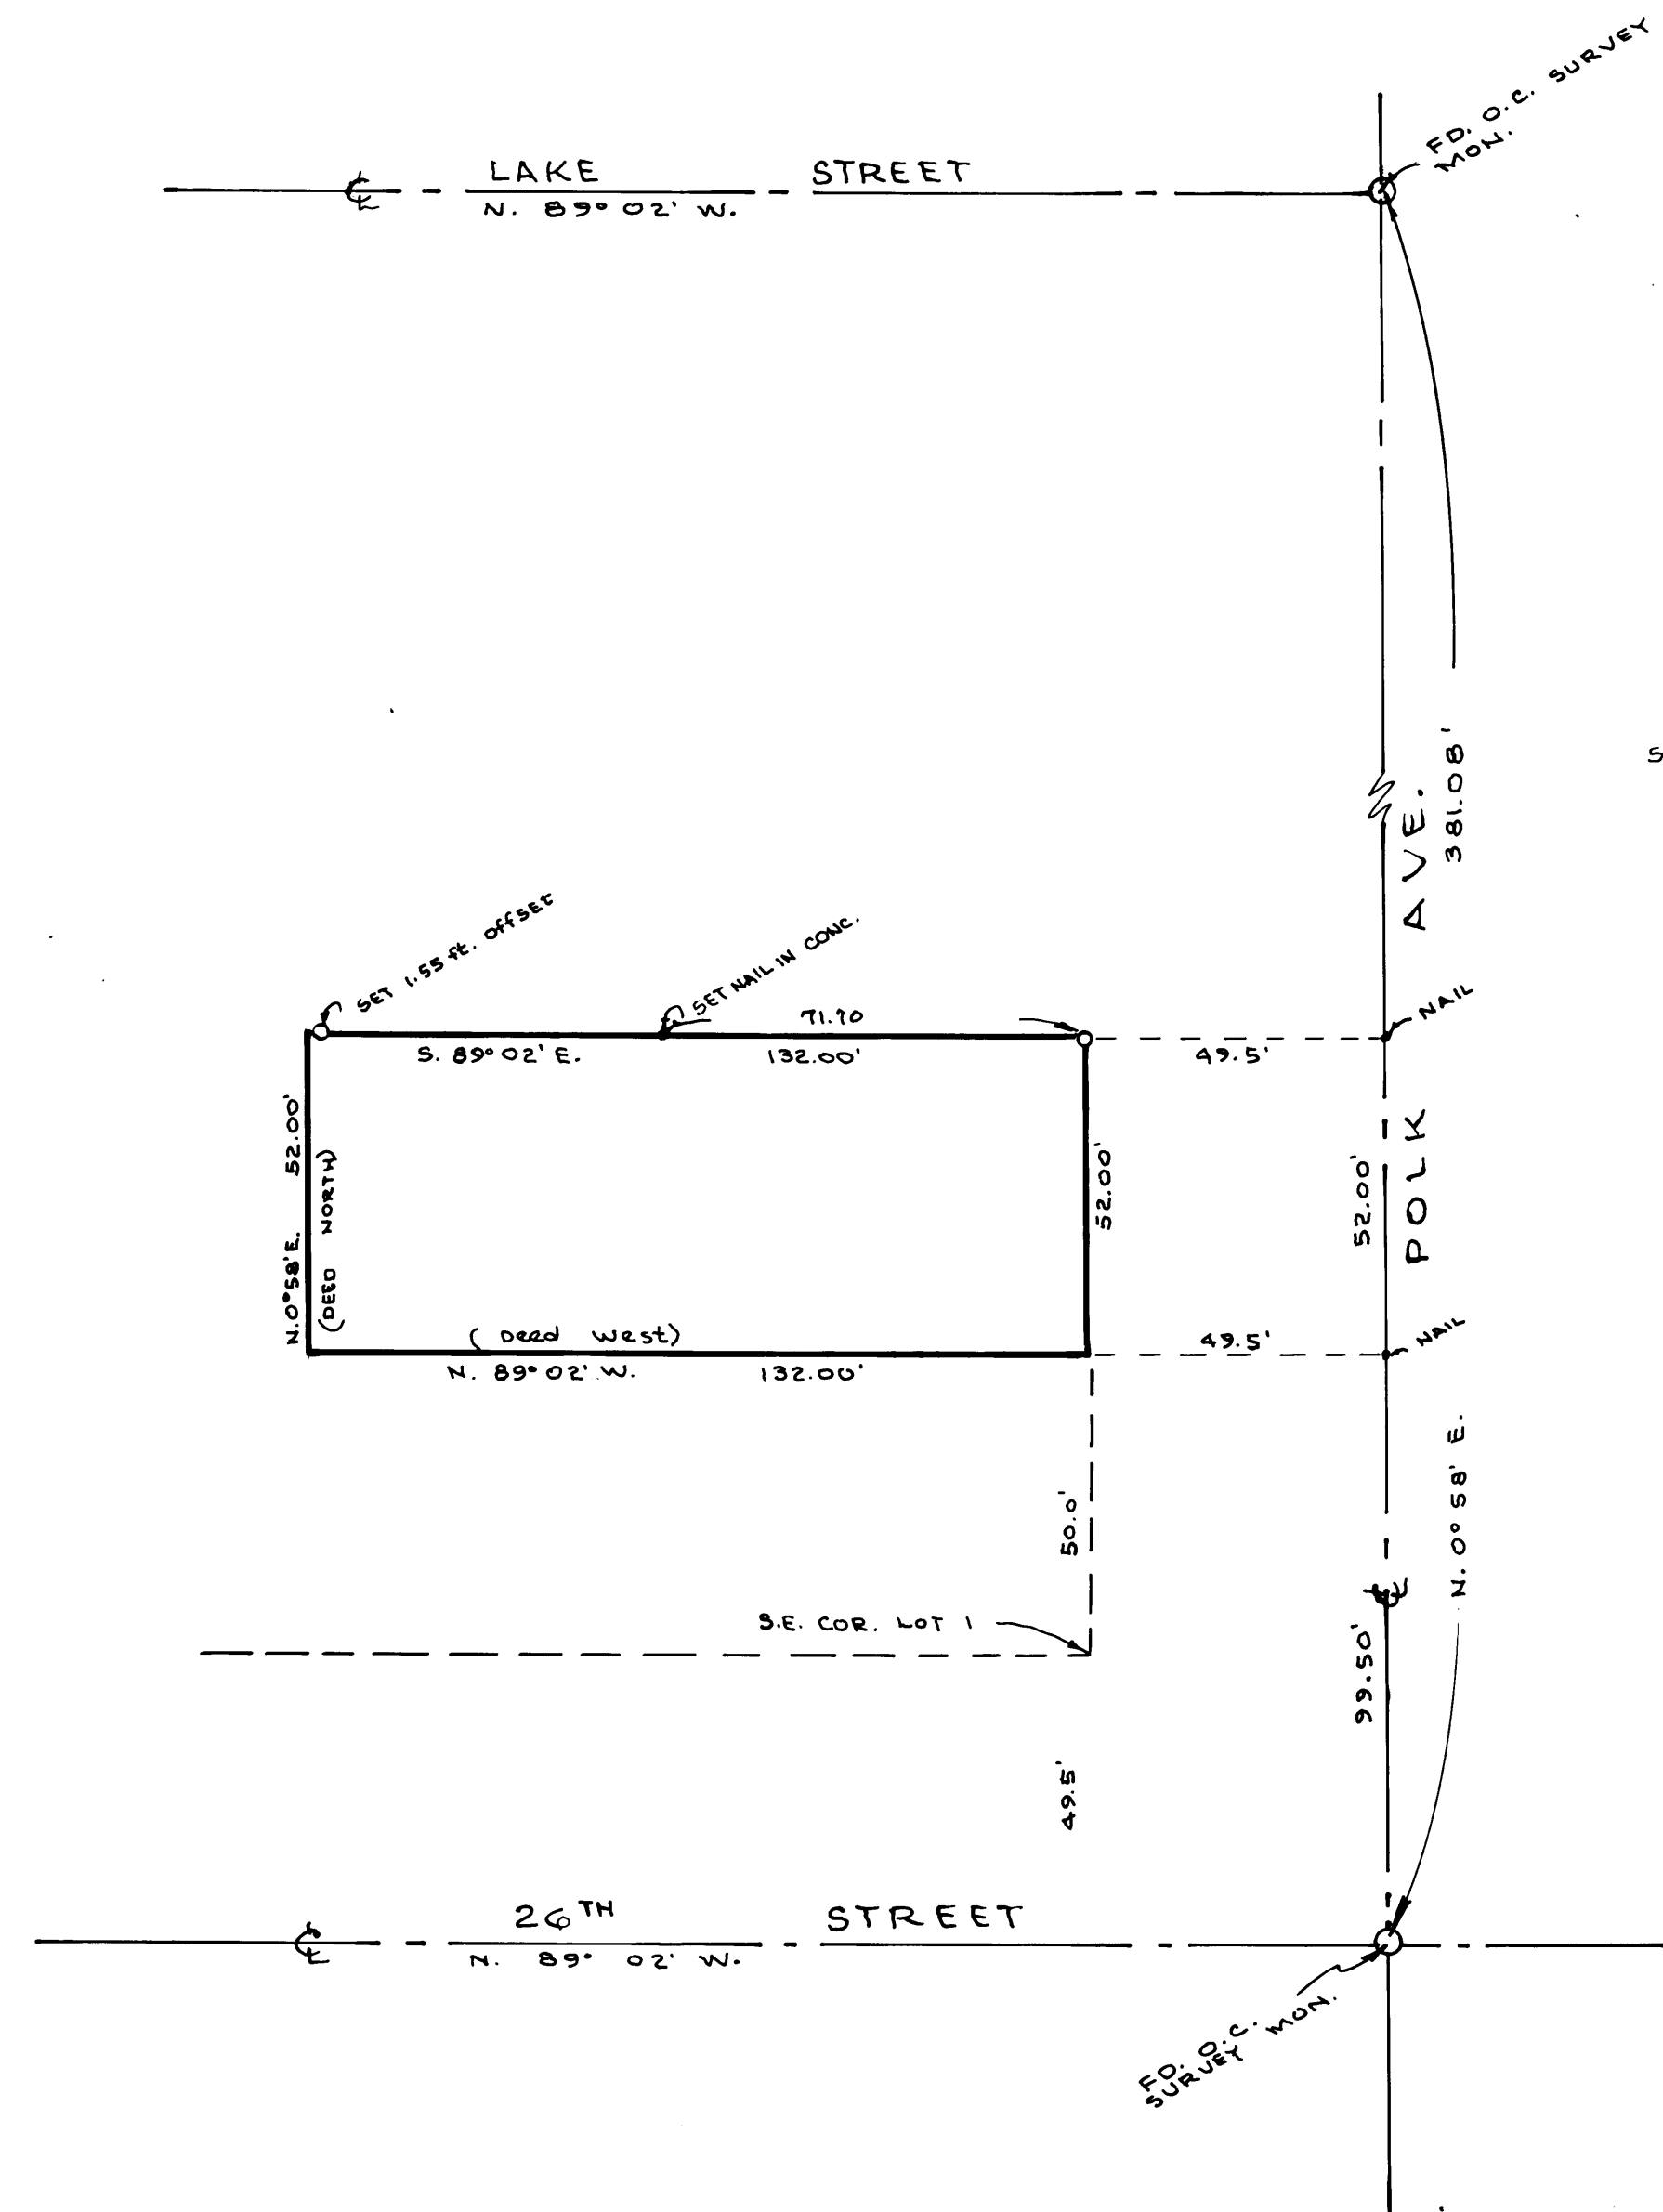 FD. O.C. SURVEY
MON.
LAKE STREET
N. 89° 02' W.
℄
381.08'
S
POLK AVE.
SET 1.55 ft. OFFSET
SET NAIL IN CONC.
71.70
NAIL
S. 89° 02' E. 132.00'
49.5'
N. 0° 58' E. 52.00'
(DEED NORTH)
52.00'
52.00'
(Deed West)
N. 89° 02' W. 132.00'
49.5'
NAIL
N. 0° 58' E.
50.0'
℄
S.E. COR. LOT 1
99.50'
49.5'
26TH STREET
℄
N. 89° 02' W.
FD. O.C.
SURVEY MON.